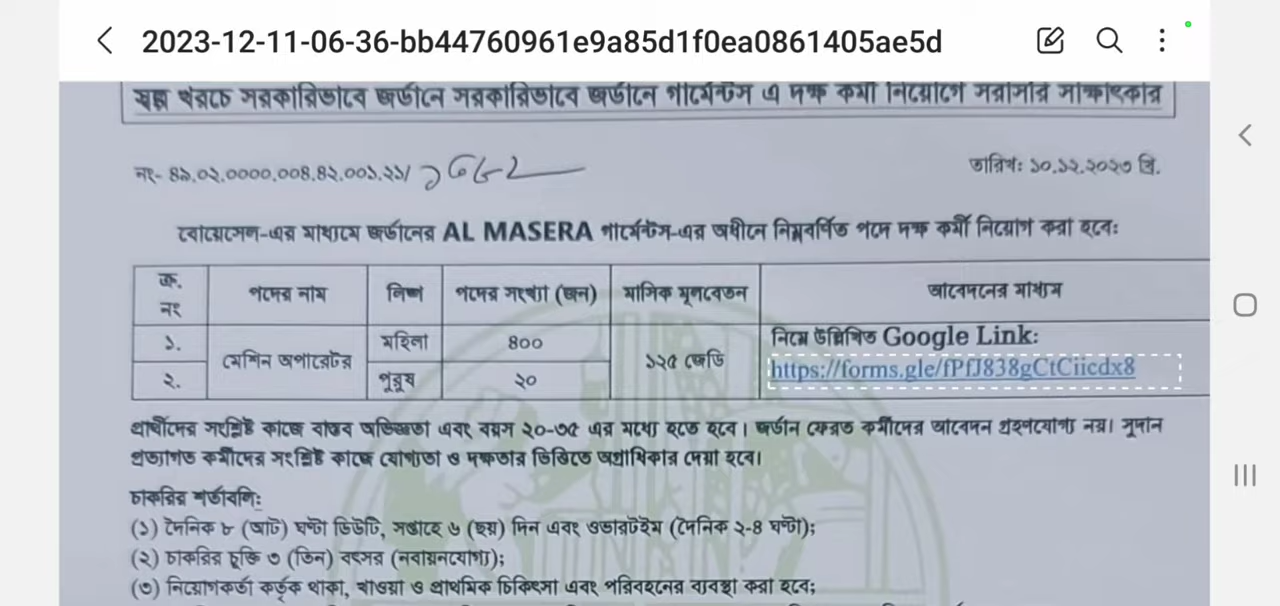 2023-12-11-06-36-bb44760961e9a85d1f0ea0861405ae5d
স্বল্প খরচে সরকারিভাবে জর্ডানে সরকারিভাবে জর্ডানে গার্মেন্টস এ দক্ষ কর্মী নিয়োগে সরাসরি সাক্ষাৎকার
নং- ৪৯.০২.০০০০.০০৪.৪২.০০১.২১/
তারিখ: ১০.১২.২০২৩ খ্রি.
বোয়েসেল-এর মাধ্যমে জর্ডানের AL MASERA গার্মেন্টস-এর অধীনে নিম্নবর্ণিত পদে দক্ষ কর্মী নিয়োগ করা হবে:
ক্র. নং পদের নাম লিঙ্গ পদের সংখ্যা (জন) মাসিক মূলবেতন আবেদনের মাধ্যম
১. মেশিন অপারেটর মহিলা ৪০০ ১২৫ জেডি নিম্নে উল্লিখিত Google Link:
২. পুরুষ ২০ https://forms.gle/fPfJ838gCtCiicdx8
প্রার্থীদের সংশ্লিষ্ট কাজে বাস্তব অভিজ্ঞতা এবং বয়স ২০-৩৫ এর মধ্যে হতে হবে। জর্ডান ফেরত কর্মীদের আবেদন গ্রহণযোগ্য নয়। সুদান
প্রত্যাগত কর্মীদের সংশ্লিষ্ট কাজে যোগ্যতা ও দক্ষতার ভিত্তিতে অগ্রাধিকার দেয়া হবে।
চাকরির শর্তাবলি:
(১) দৈনিক ৮ (আট) ঘণ্টা ডিউটি, সপ্তাহে ৬ (ছয়) দিন এবং ওভারটাইম (দৈনিক ২-৪ ঘণ্টা);
(২) চাকরির চুক্তি ৩ (তিন) বৎসর (নবায়নযোগ্য);
(৩) নিয়োগকর্তা কর্তৃক থাকা, খাওয়া ও প্রাথমিক চিকিৎসা এবং পরিবহনের ব্যবস্থা করা হবে;